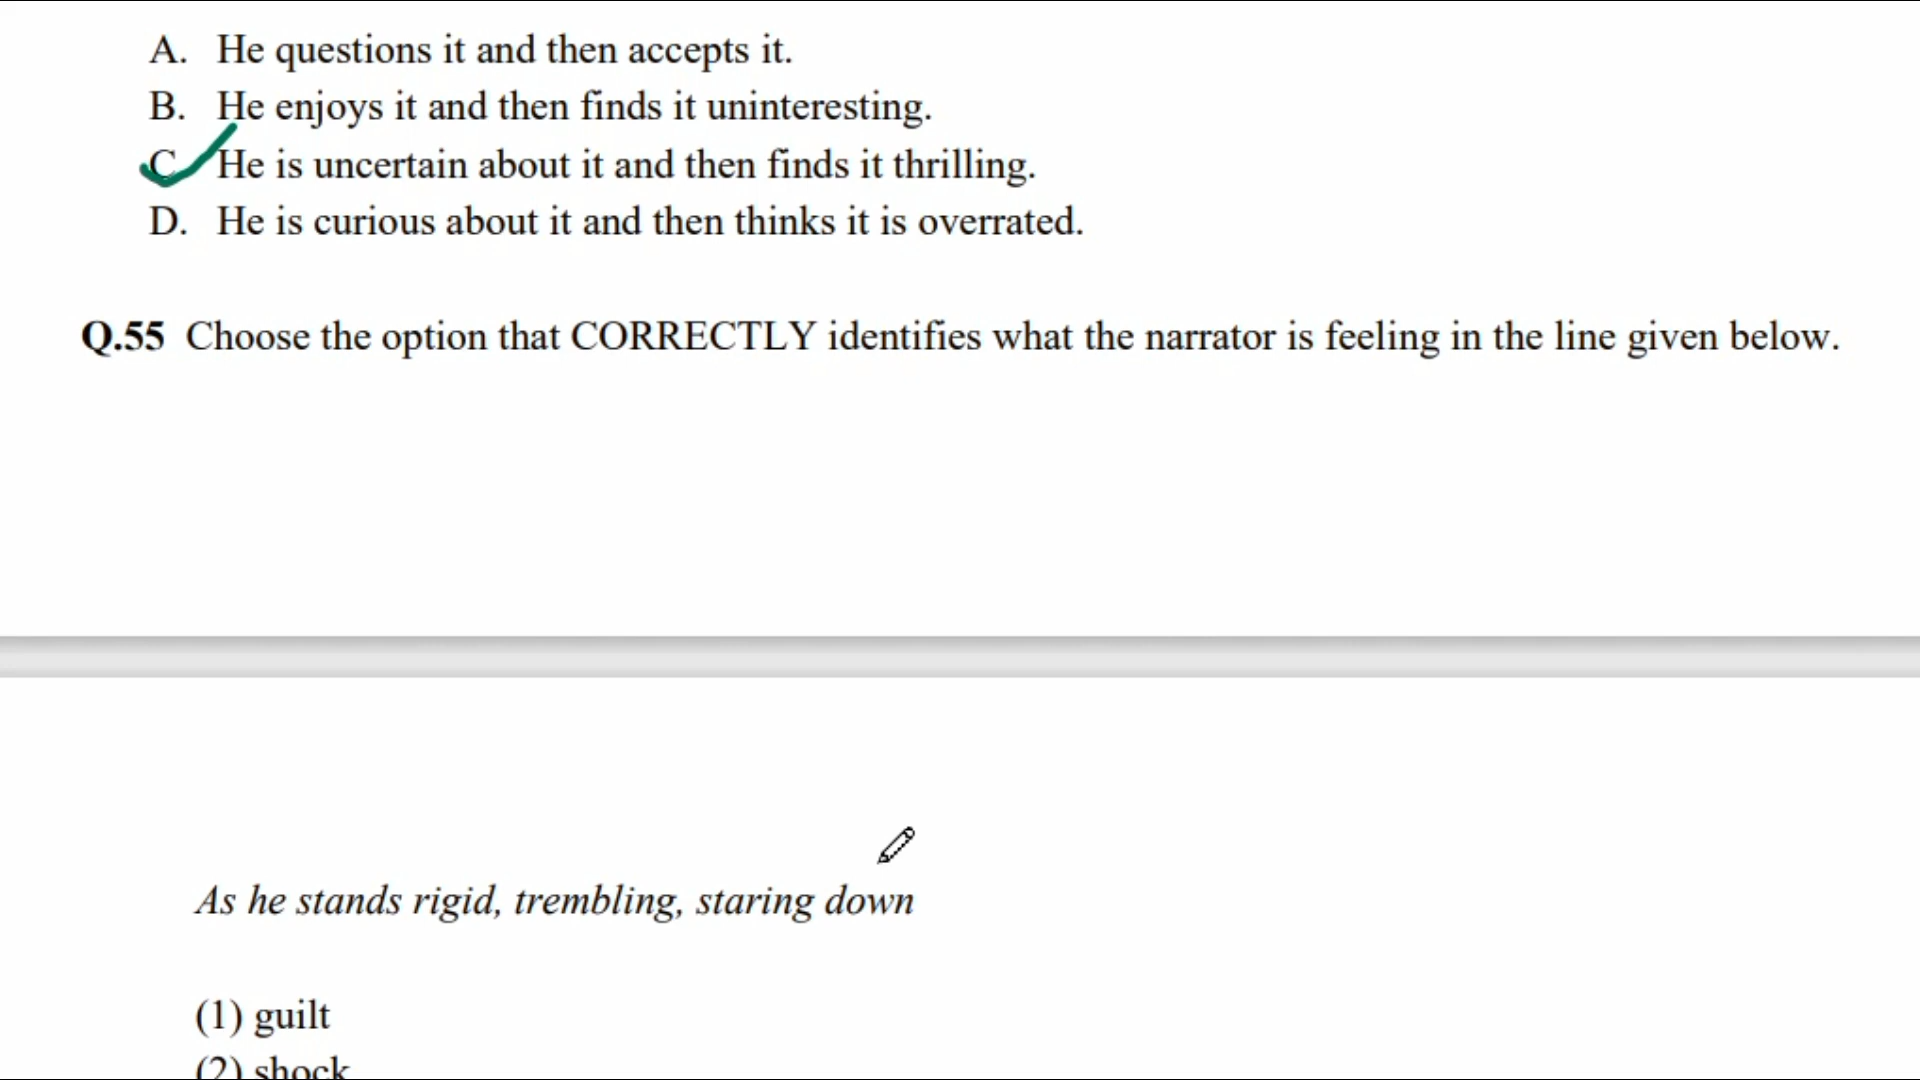 A. He questions it and then accepts it.
B. He enjoys it and then finds it uninteresting.
C He is uncertain about it and then finds it thrilling.
D. He is curious about it and then thinks it is overrated.
Q.55 Choose the option that CORRECTLY identifies what the narrator is feeling in the line given below.
As he stands rigid, trembling, staring down
(1) guilt
(2) shock